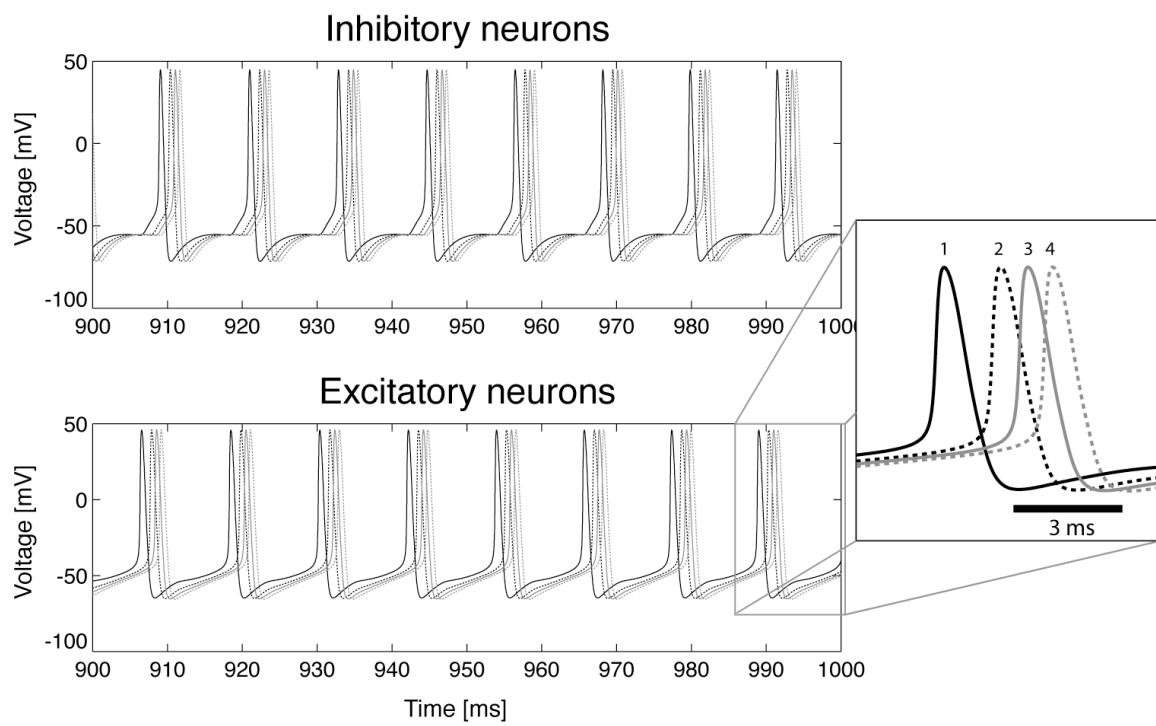 Inhibitory neurons
50
0
-50
-100
Voltage [mV]
900 910 920 930 940 950 960 970 980 990 1000
1 2 3 4
3 ms
Excitatory neurons
50
0
-50
-100
Voltage [mV]
900 910 920 930 940 950 960 970 980 990 1000
Time [ms]